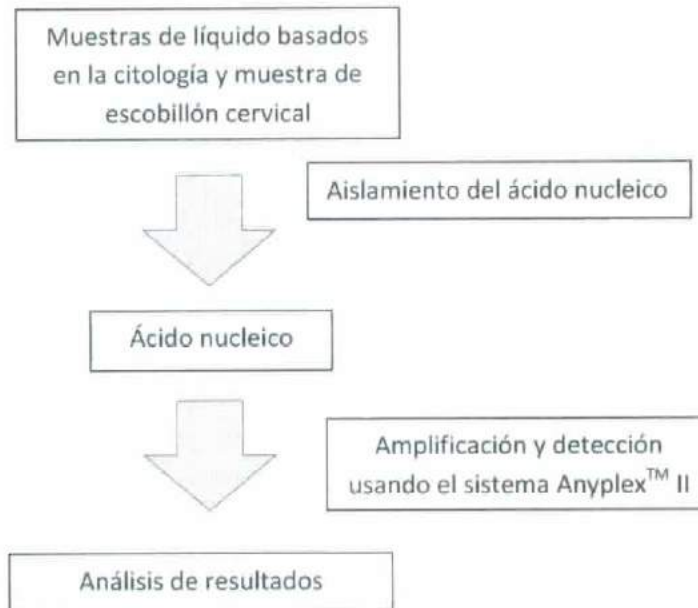 Muestras de líquido basados
en la citología y muestra de
escobillón cervical
Aislamiento del ácido nucleico
Ácido nucleico
Amplificación y detección
usando el sistema Anyplex™ II
Análisis de resultados